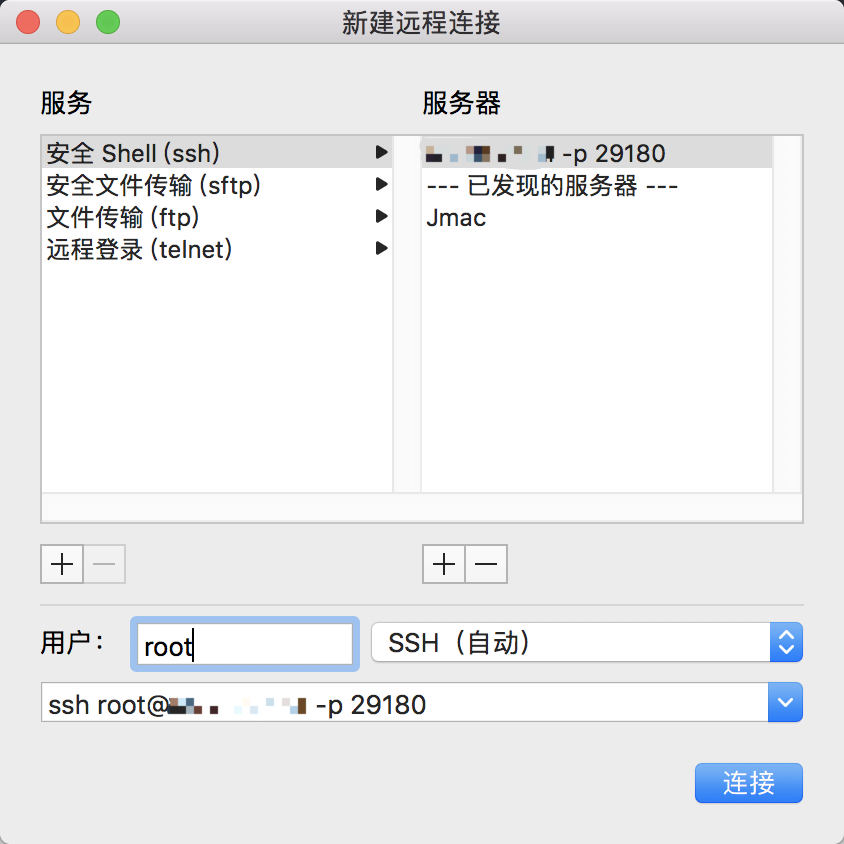 新建远程连接
服务
服务器
安全 Shell (ssh)
-p 29180
安全文件传输 (sftp)
--- 已发现的服务器 ---
文件传输 (ftp)
Jmac
远程登录 (telnet)
用户：
root
SSH（自动）
ssh root@ -p 29180
连接